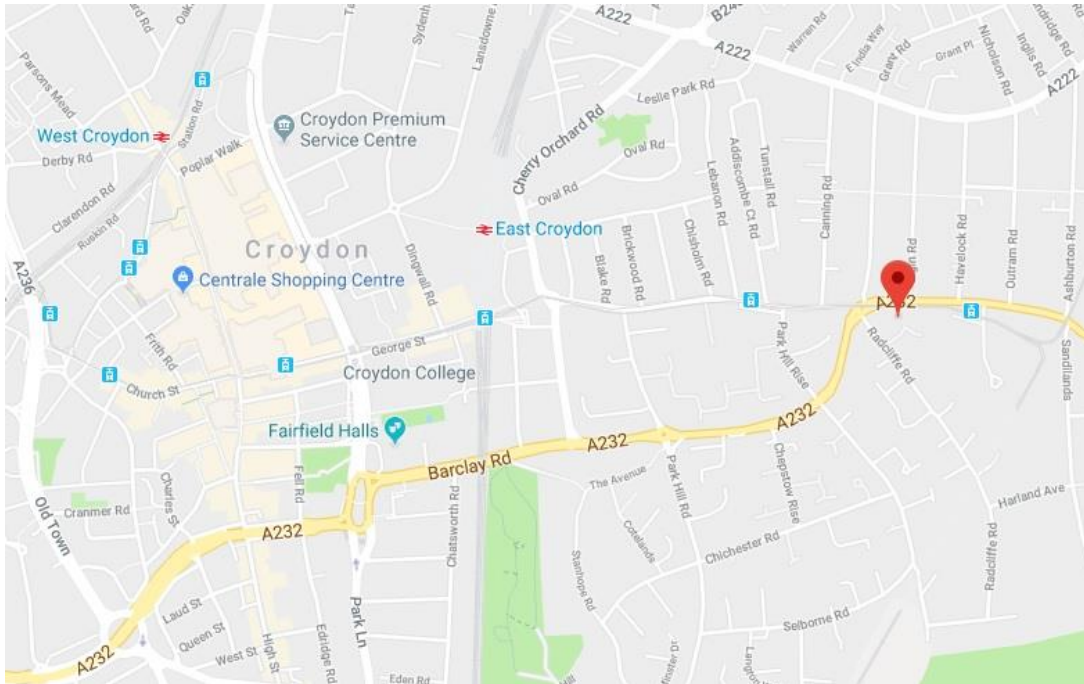 Oak
Rd
Parsons Mead
Sydenh
Lansdowne Rd
A222
A222
A222
Warren Rd
E India Way
Grant Rd
Grant Pl
Nicholson Rd
Inglis Rd
West Croydon
Station Rd
Derby Rd
Poplar Walk
Croydon Premium
Service Centre
Leslie Park Rd
Cherry Orchard Rd
Oval Rd
Oval Rd
Lebanon Rd
Addiscombe Ct Rd
Tunstall Rd
Canning Rd
Clarendon Rd
Ruskin Rd
East Croydon
Croydon
Dingwall Rd
Blake Rd
Brickwood Rd
Chisholm Rd
Havelock Rd
Outram Rd
Ashburton Rd
A236
Centrale Shopping Centre
A232
Frith Rd
George St
Church St
Croydon College
Park Hill Rise
Radcliffe Rd
Sandilands
Fairfield Halls
A232
A232
Barclay Rd
Fell Rd
The Avenue
Park Hill Rd
Chepstow Rise
Harland Ave
Old Town
Cranmer Rd
Charles St
A232
Chatsworth Rd
Cotelands
Chichester Rd
Stanhope Rd
Radcliffe Rd
Laud St
Queen St
West St
High St
Edridge Rd
Park Ln
Eden Rd
Selborne Rd
A232
Hill